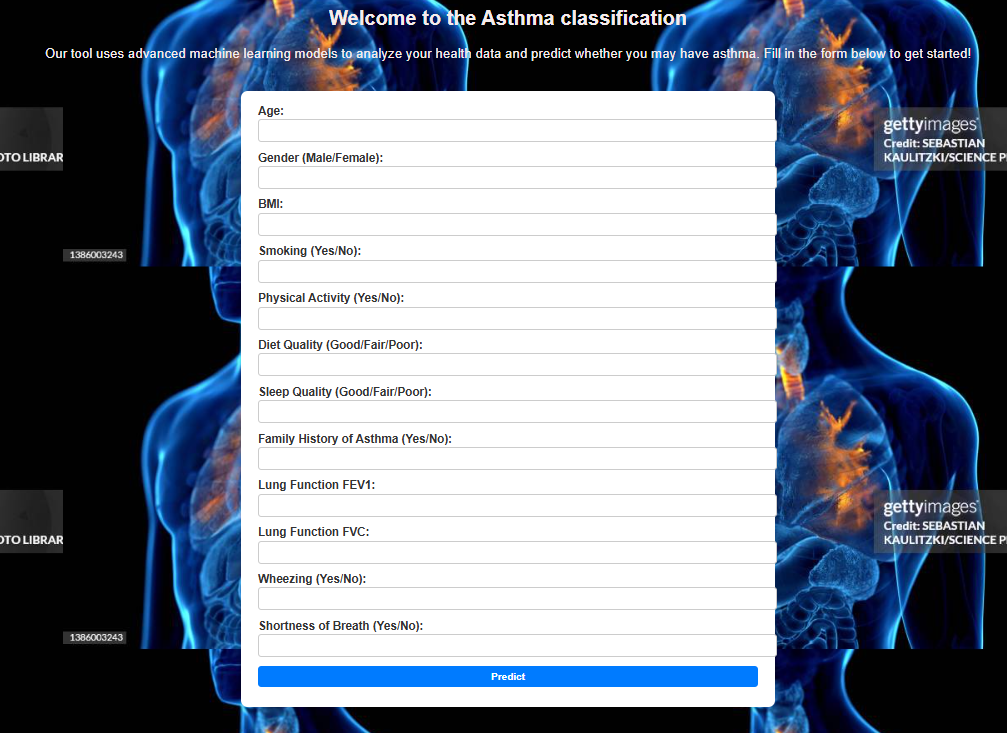 Welcome to the Asthma classification
Our tool uses advanced machine learning models to analyze your health data and predict whether you may have asthma. Fill in the form below to get started!
Age:
gettyimages®
Credit: SEBASTIAN
OTO LIBRAR
KAULITZKI/SCIENCE P
Gender (Male/Female):
BMI:
Smoking (Yes/No):
1386003243
Physical Activity (Yes/No):
Diet Quality (Good/Fair/Poor):
Sleep Quality (Good/Fair/Poor):
Family History of Asthma (Yes/No):
Lung Function FEV1:
gettyimages®
Credit: SEBASTIAN
OTO LIBRAR
KAULITZKI/SCIENCE P
Lung Function FVC:
Wheezing (Yes/No):
Shortness of Breath (Yes/No):
1386003243
Predict